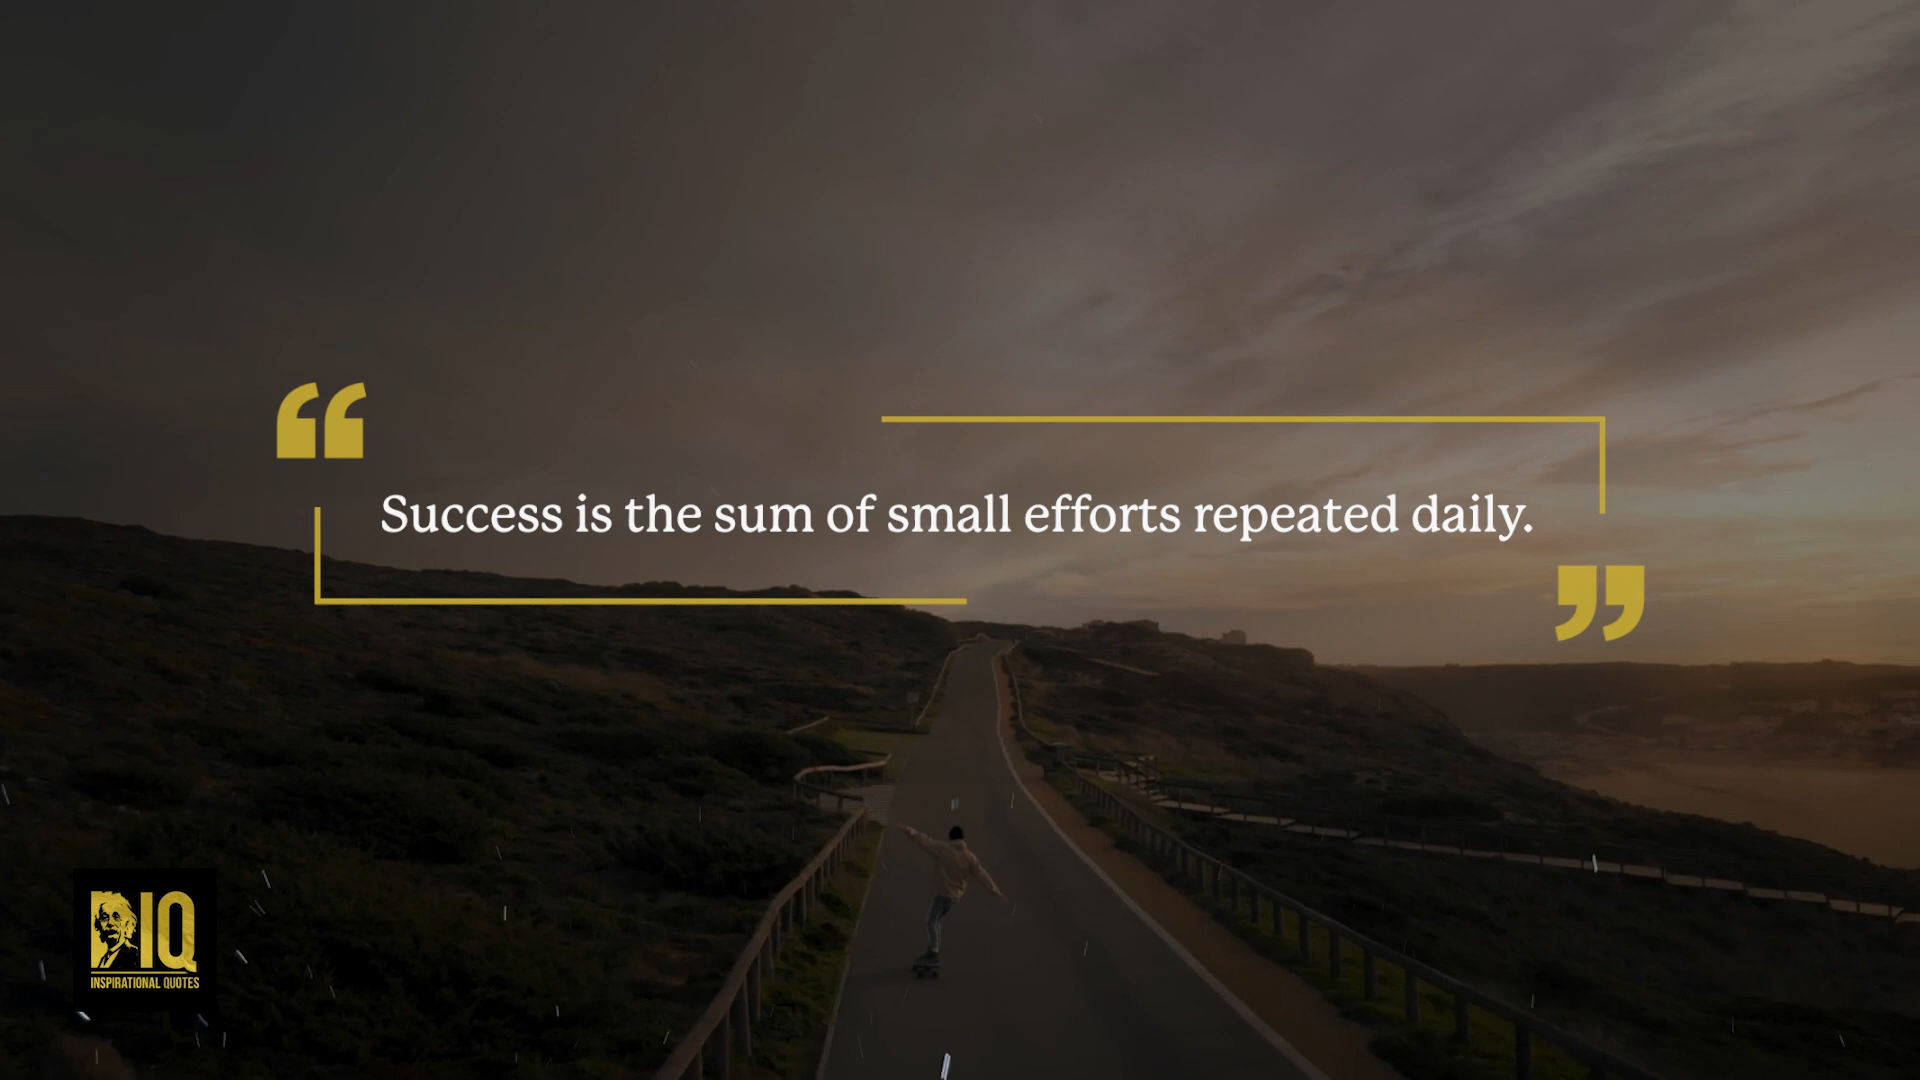 Success is the sum of small efforts repeated daily.
IQ
INSPIRATIONAL QUOTES